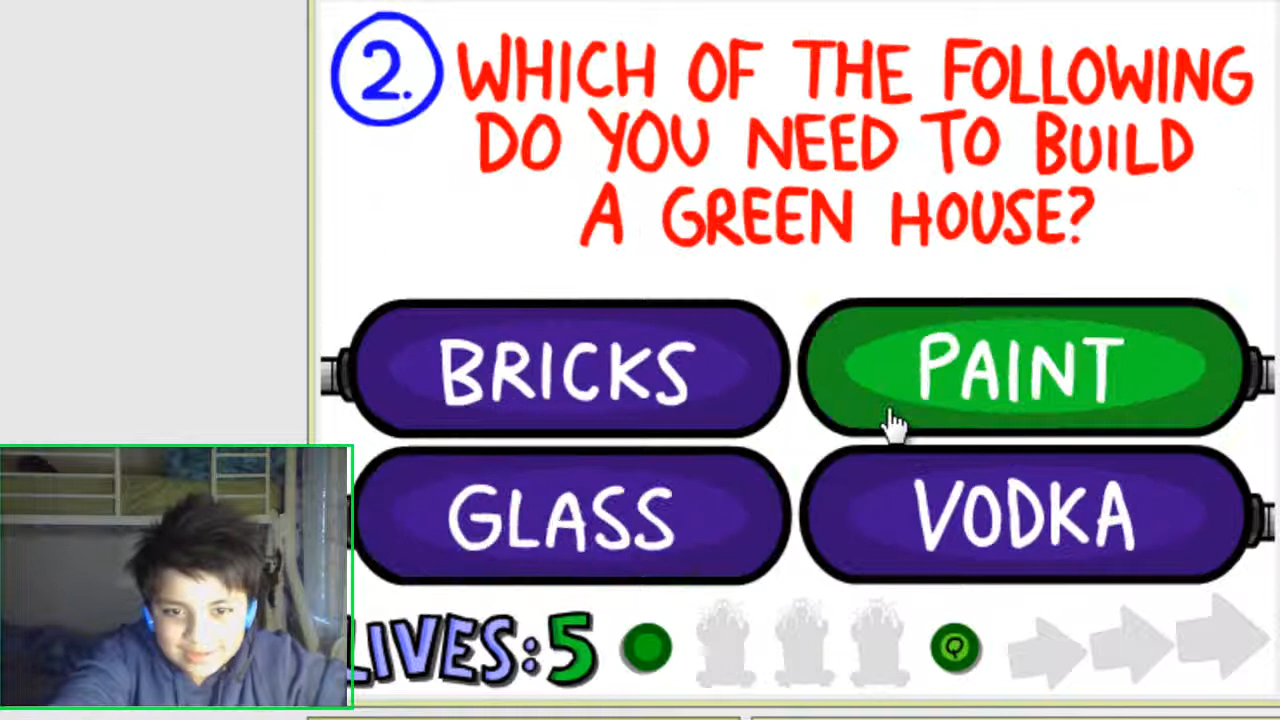 2. WHICH OF THE FOLLOWING
DO YOU NEED TO BUILD
A GREEN HOUSE?
BRICKS
PAINT
GLASS
VODKA
LIVES: 5